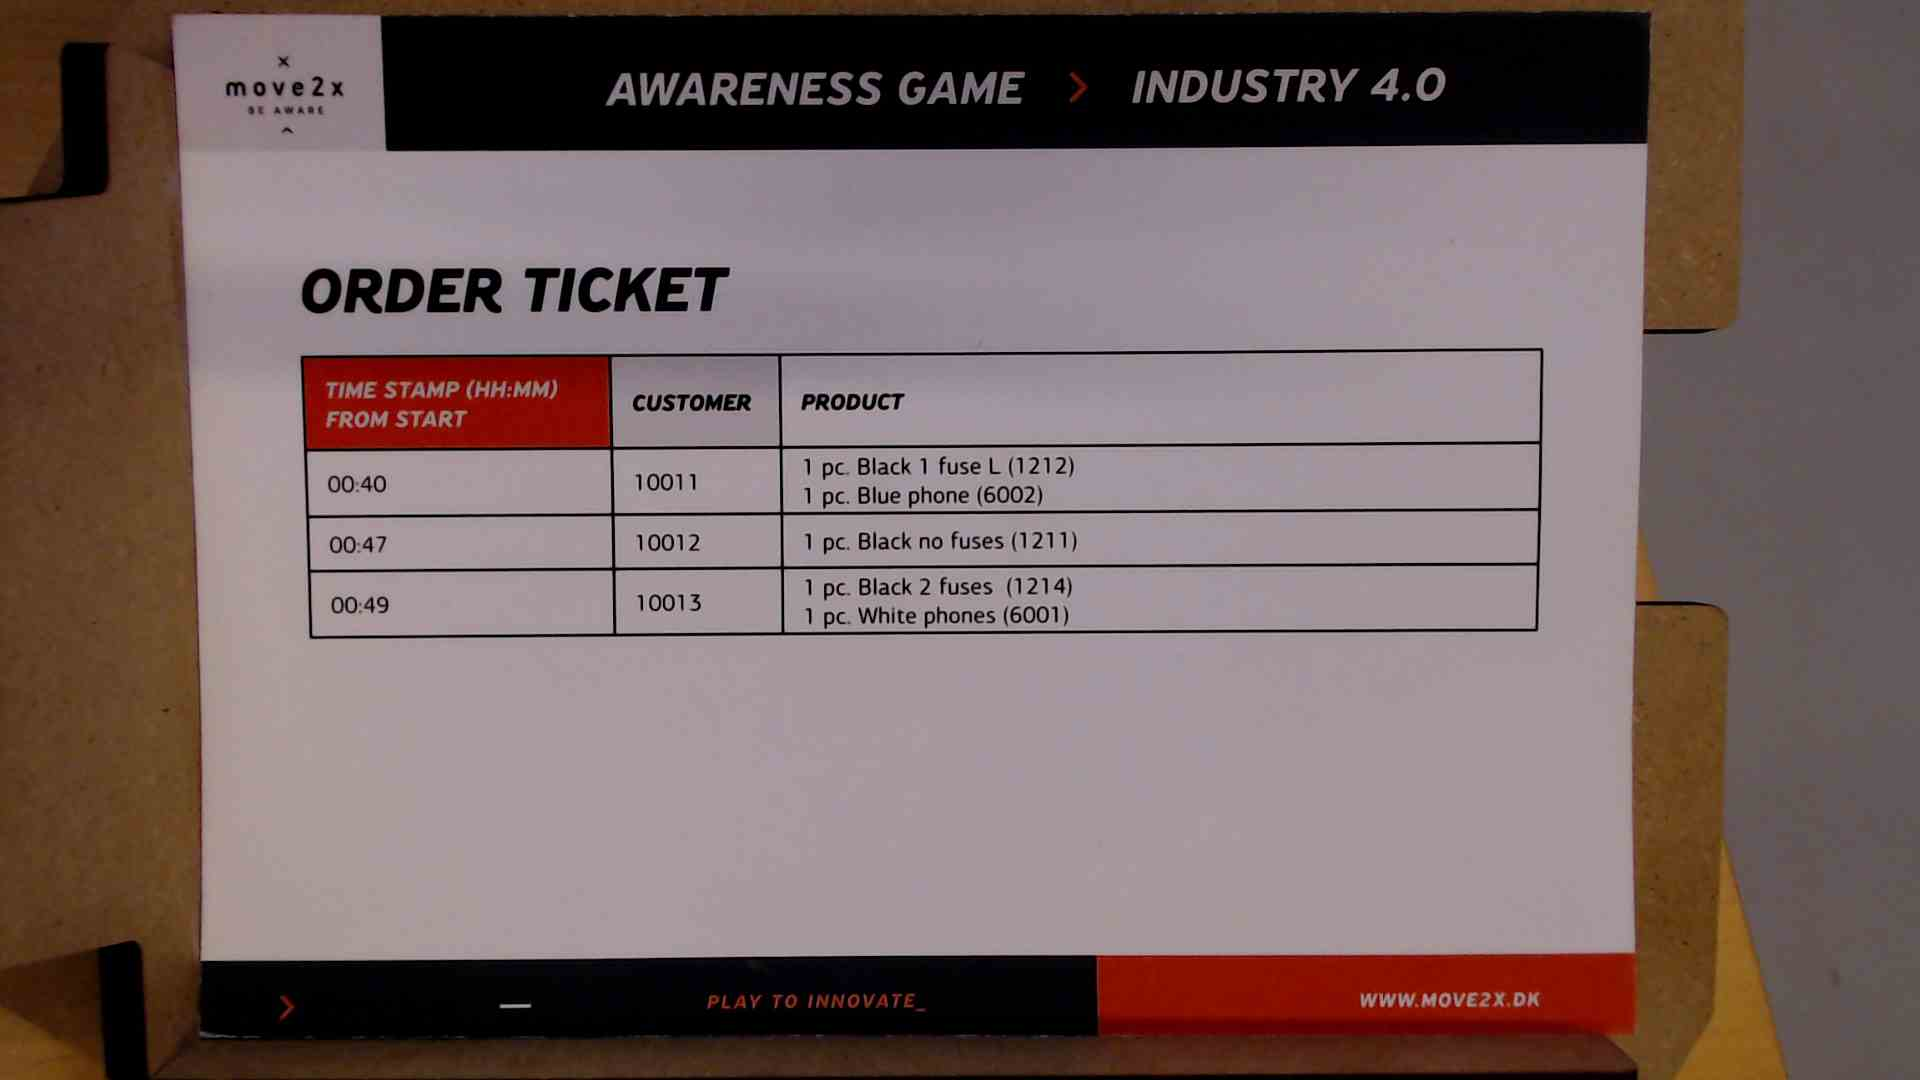 move2x
BE AWARE
AWARENESS GAME > INDUSTRY 4.0
ORDER TICKET
TIME STAMP (HH:MM)
FROM START
CUSTOMER
PRODUCT
00:40
10011
1 pc. Black 1 fuse L (1212)
1 pc. Blue phone (6002)
00:47
10012
1 pc. Black no fuses (1211)
00:49
10013
1 pc. Black 2 fuses (1214)
1 pc. White phones (6001)
PLAY TO INNOVATE_
WWW.MOVE2X.DK